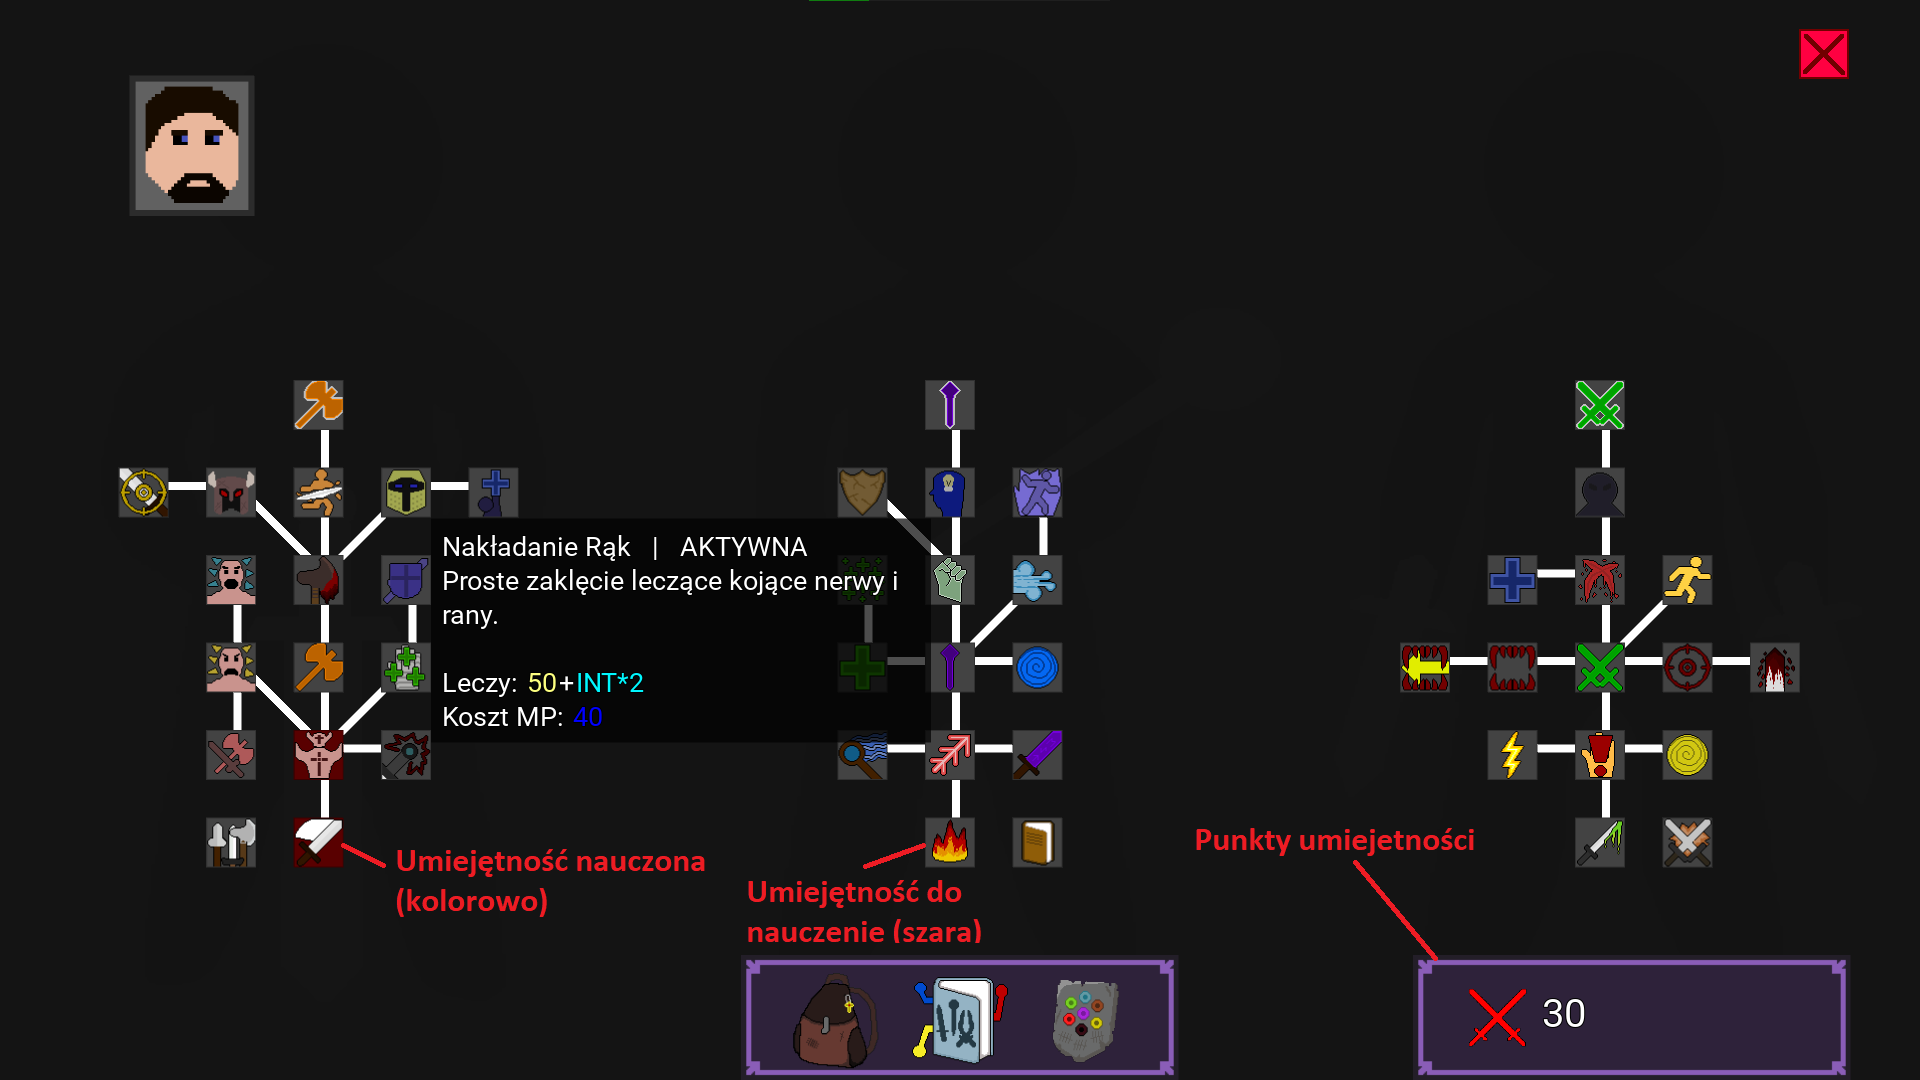 Nakładanie Rąk | AKTYWNA
Proste zaklęcie leczące kojące nerwy i
rany.
Leczy: 50+INT*2
Koszt MP: 40
Umiejętność nauczona
(kolorowo)
Umiejętność do
nauczenie (szara)
Punkty umiejetności
30